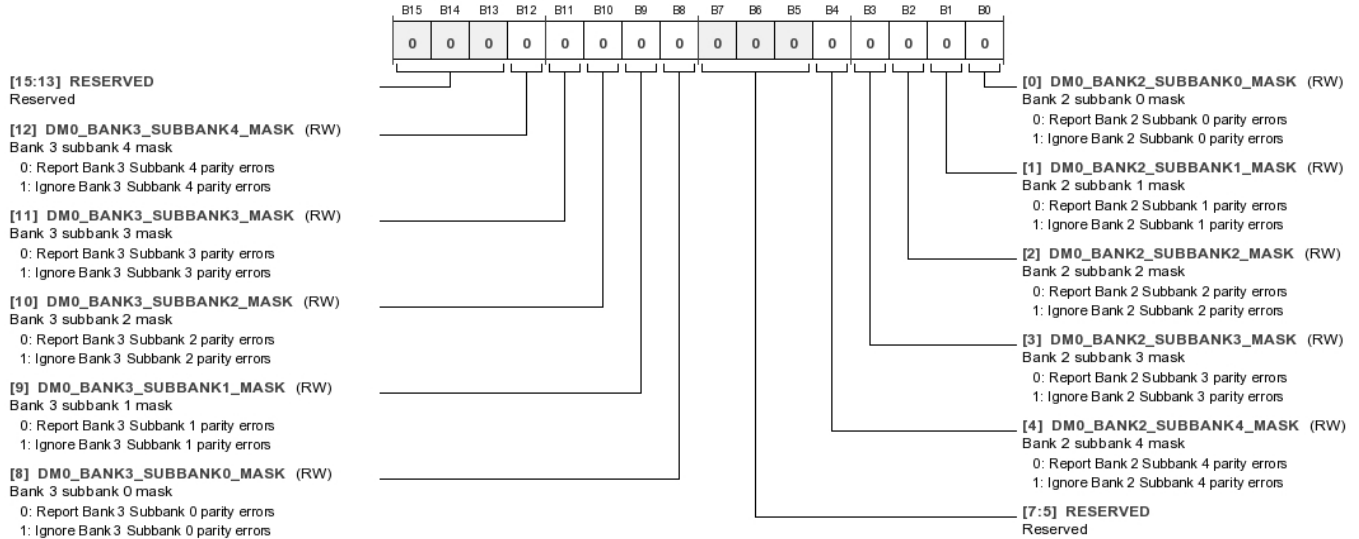 B15 B14 B13 B12 B11 B10 B9 B8 B7 B6 B5 B4 B3 B2 B1 B0
0 0 0 0 0 0 0 0 0 0 0 0 0 0 0 0
[15:13] RESERVED
Reserved
[12] DM0_BANK3_SUBBANK4_MASK (RW)
Bank 3 subbank 4 mask
0: Report Bank 3 Subbank 4 parity errors
1: Ignore Bank 3 Subbank 4 parity errors
[11] DM0_BANK3_SUBBANK3_MASK (RW)
Bank 3 subbank 3 mask
0: Report Bank 3 Subbank 3 parity errors
1: Ignore Bank 3 Subbank 3 parity errors
[10] DM0_BANK3_SUBBANK2_MASK (RW)
Bank 3 subbank 2 mask
0: Report Bank 3 Subbank 2 parity errors
1: Ignore Bank 3 Subbank 2 parity errors
[9] DM0_BANK3_SUBBANK1_MASK (RW)
Bank 3 subbank 1 mask
0: Report Bank 3 Subbank 1 parity errors
1: Ignore Bank 3 Subbank 1 parity errors
[8] DM0_BANK3_SUBBANK0_MASK (RW)
Bank 3 subbank 0 mask
0: Report Bank 3 Subbank 0 parity errors
1: Ignore Bank 3 Subbank 0 parity errors
[0] DM0_BANK2_SUBBANK0_MASK (RW)
Bank 2 subbank 0 mask
0: Report Bank 2 Subbank 0 parity errors
1: Ignore Bank 2 Subbank 0 parity errors
[1] DM0_BANK2_SUBBANK1_MASK (RW)
Bank 2 subbank 1 mask
0: Report Bank 2 Subbank 1 parity errors
1: Ignore Bank 2 Subbank 1 parity errors
[2] DM0_BANK2_SUBBANK2_MASK (RW)
Bank 2 subbank 2 mask
0: Report Bank 2 Subbank 2 parity errors
1: Ignore Bank 2 Subbank 2 parity errors
[3] DM0_BANK2_SUBBANK3_MASK (RW)
Bank 2 subbank 3 mask
0: Report Bank 2 Subbank 3 parity errors
1: Ignore Bank 2 Subbank 3 parity errors
[4] DM0_BANK2_SUBBANK4_MASK (RW)
Bank 2 subbank 4 mask
0: Report Bank 2 Subbank 4 parity errors
1: Ignore Bank 2 Subbank 4 parity errors
[7:5] RESERVED
Reserved